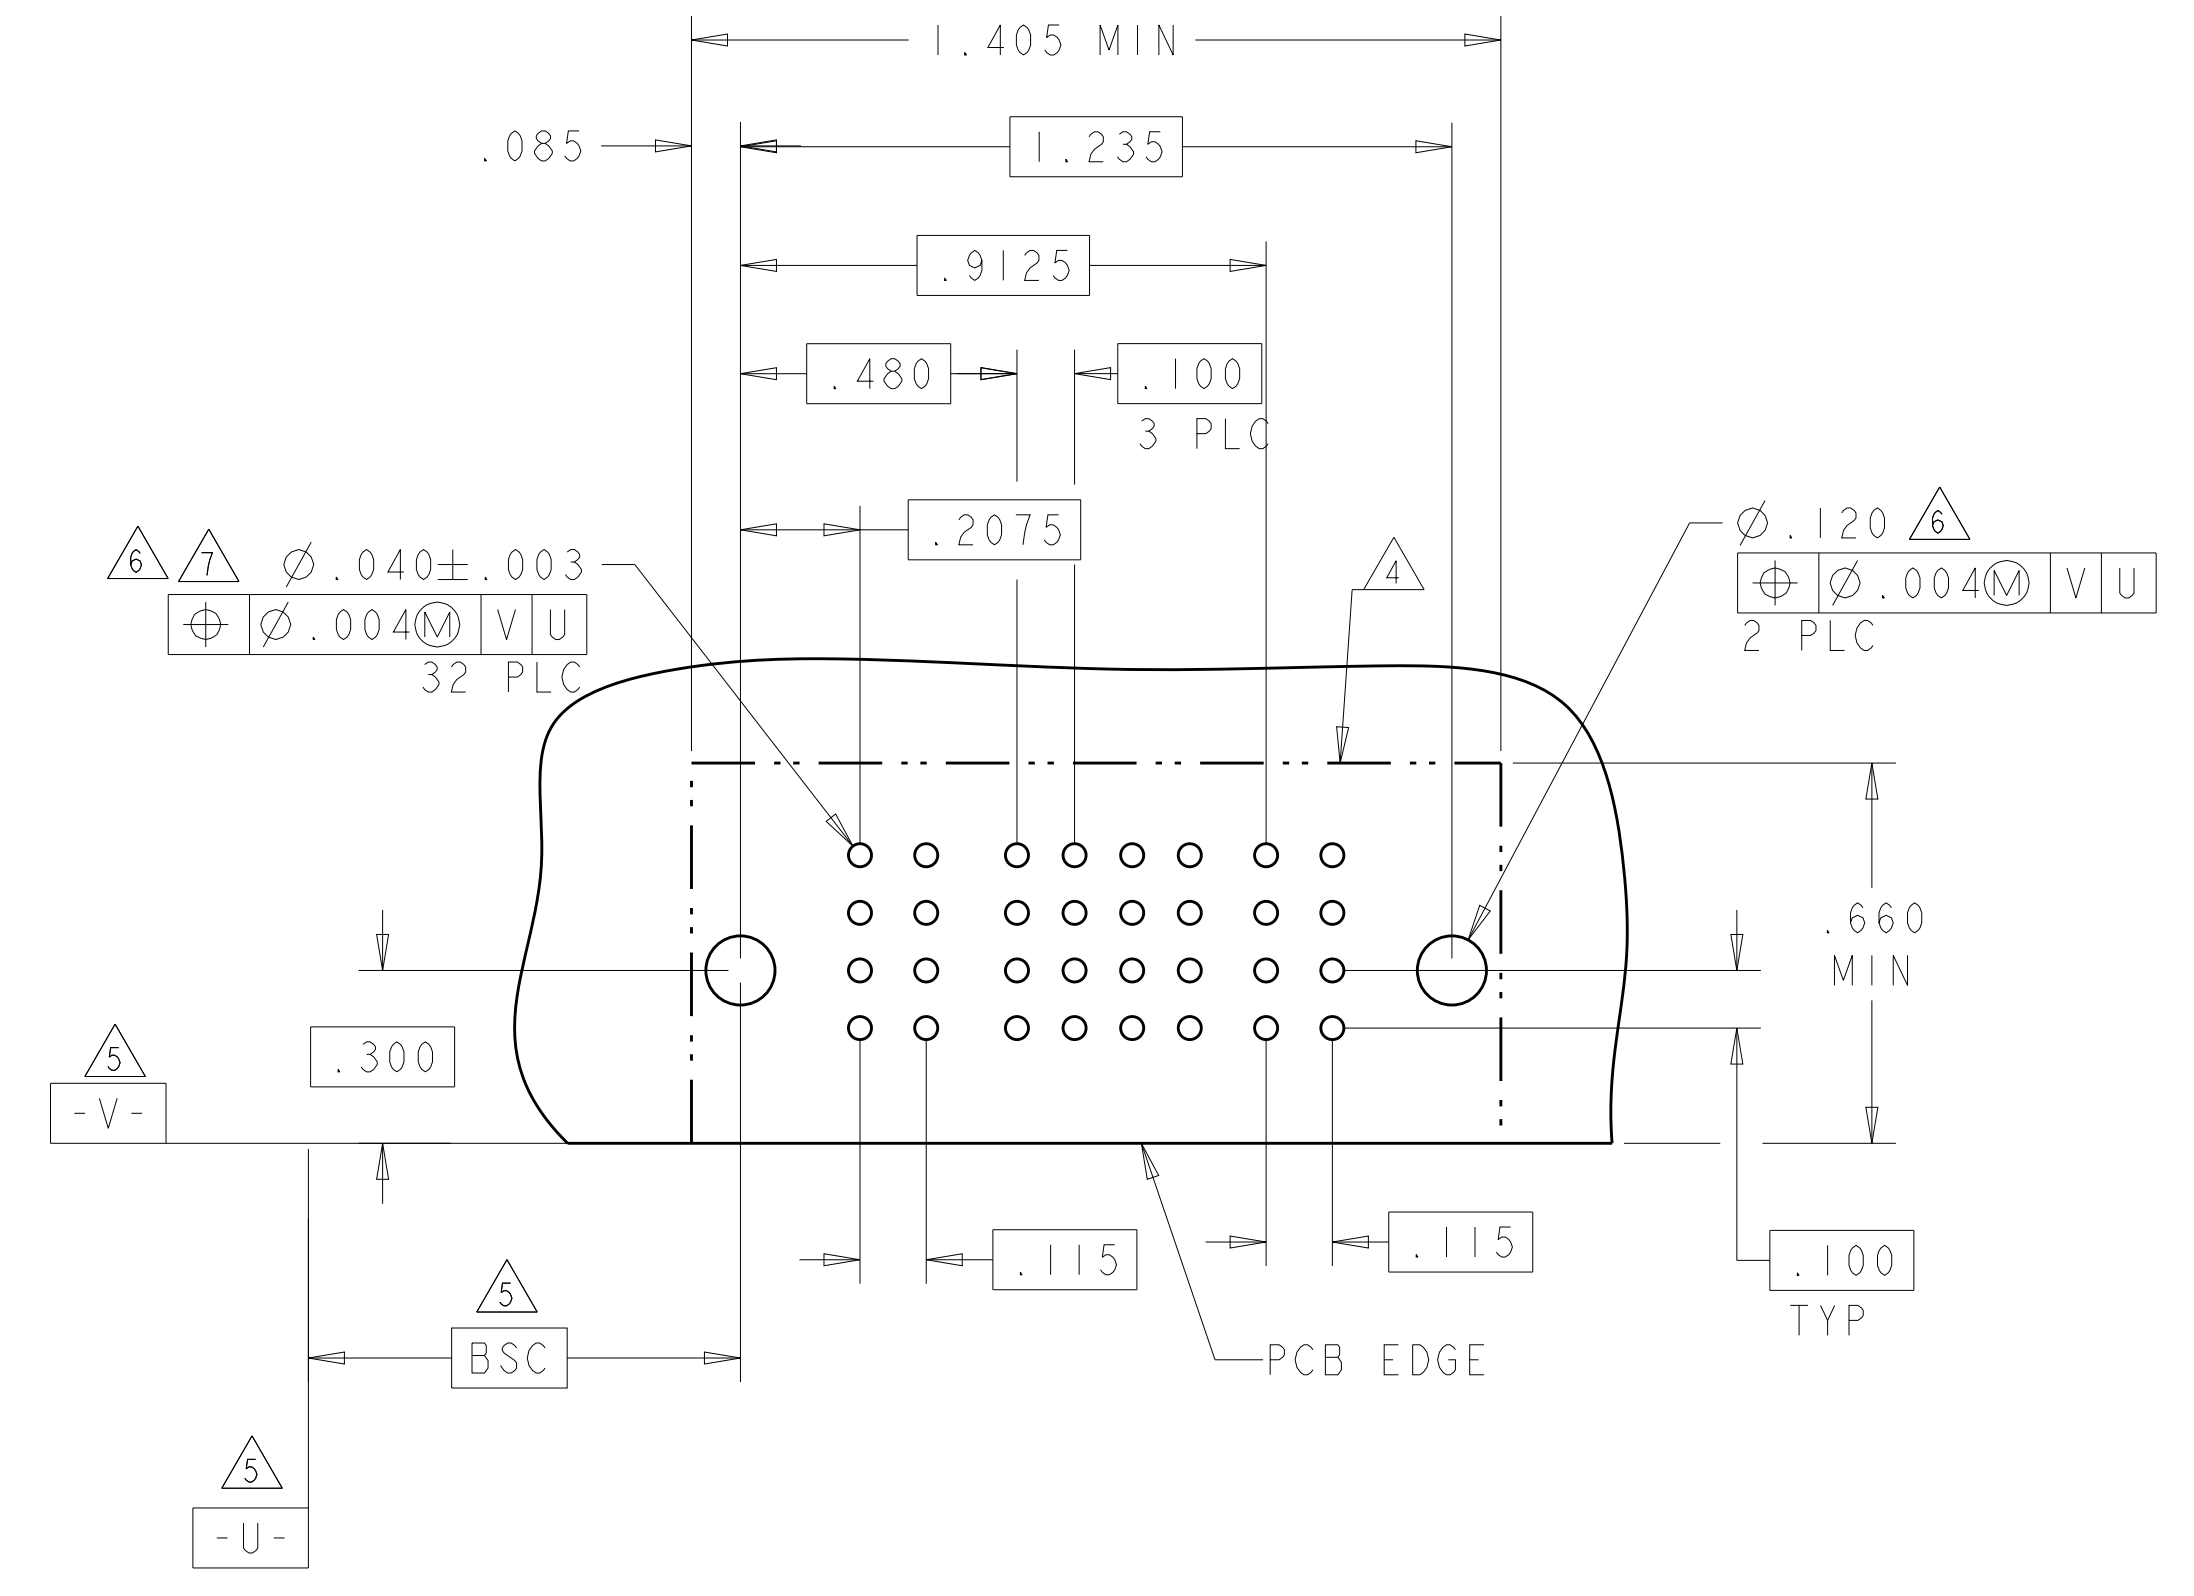 1.405 MIN
.085
1.235
.9125
.480
.100
3 PLC
.2075
6 7 Ø.040±.003
⌖ Ø.004Ⓜ V U
32 PLC
4
Ø.120 6
⌖ Ø.004Ⓜ V U
2 PLC
.660
MIN
.300
5
-V-
.115
.115
.100
TYP
5
BSC
PCB EDGE
5
-U-